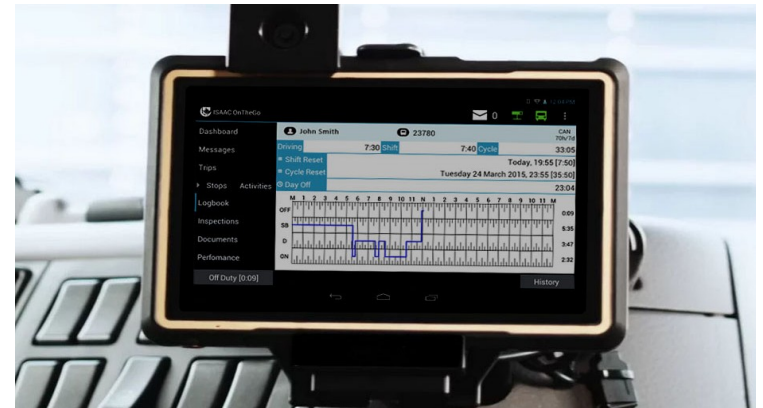 12:04 PM
ISAAC OnTheGo
0
Dashboard
John Smith 23780 CAN 70h/7d
Messages
Driving 7:30 Shift 7:40 Cycle 33:05
Shift Reset Today, 19:55 [7:50]
Trips
Cycle Reset Tuesday 24 March 2015, 23:55 [35:50]
Stops Activities
Day Off 23:04
M 1 2 3 4 5 6 7 8 9 10 11 N 1 2 3 4 5 6 7 8 9 10 11 M
Logbook
OFF 0:09
Inspections
SB 5:35
Documents
D 3:47
Perfomance
ON 2:32
Off Duty [0:09]
History